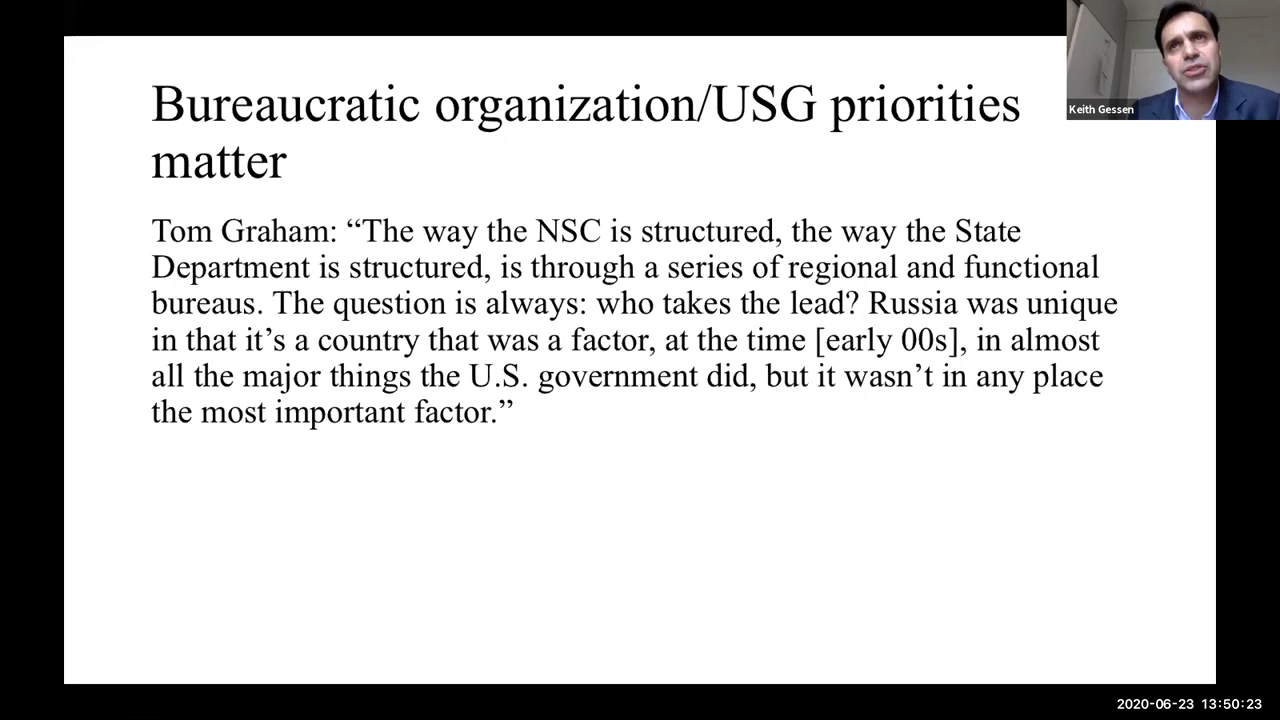 Bureaucratic organization/USG priorities
matter
Keith Gessen
Tom Graham: “The way the NSC is structured, the way the State
Department is structured, is through a series of regional and functional
bureaus. The question is always: who takes the lead? Russia was unique
in that it’s a country that was a factor, at the time [early 00s], in almost
all the major things the U.S. government did, but it wasn’t in any place
the most important factor.”
2020-06-23 13:50:23